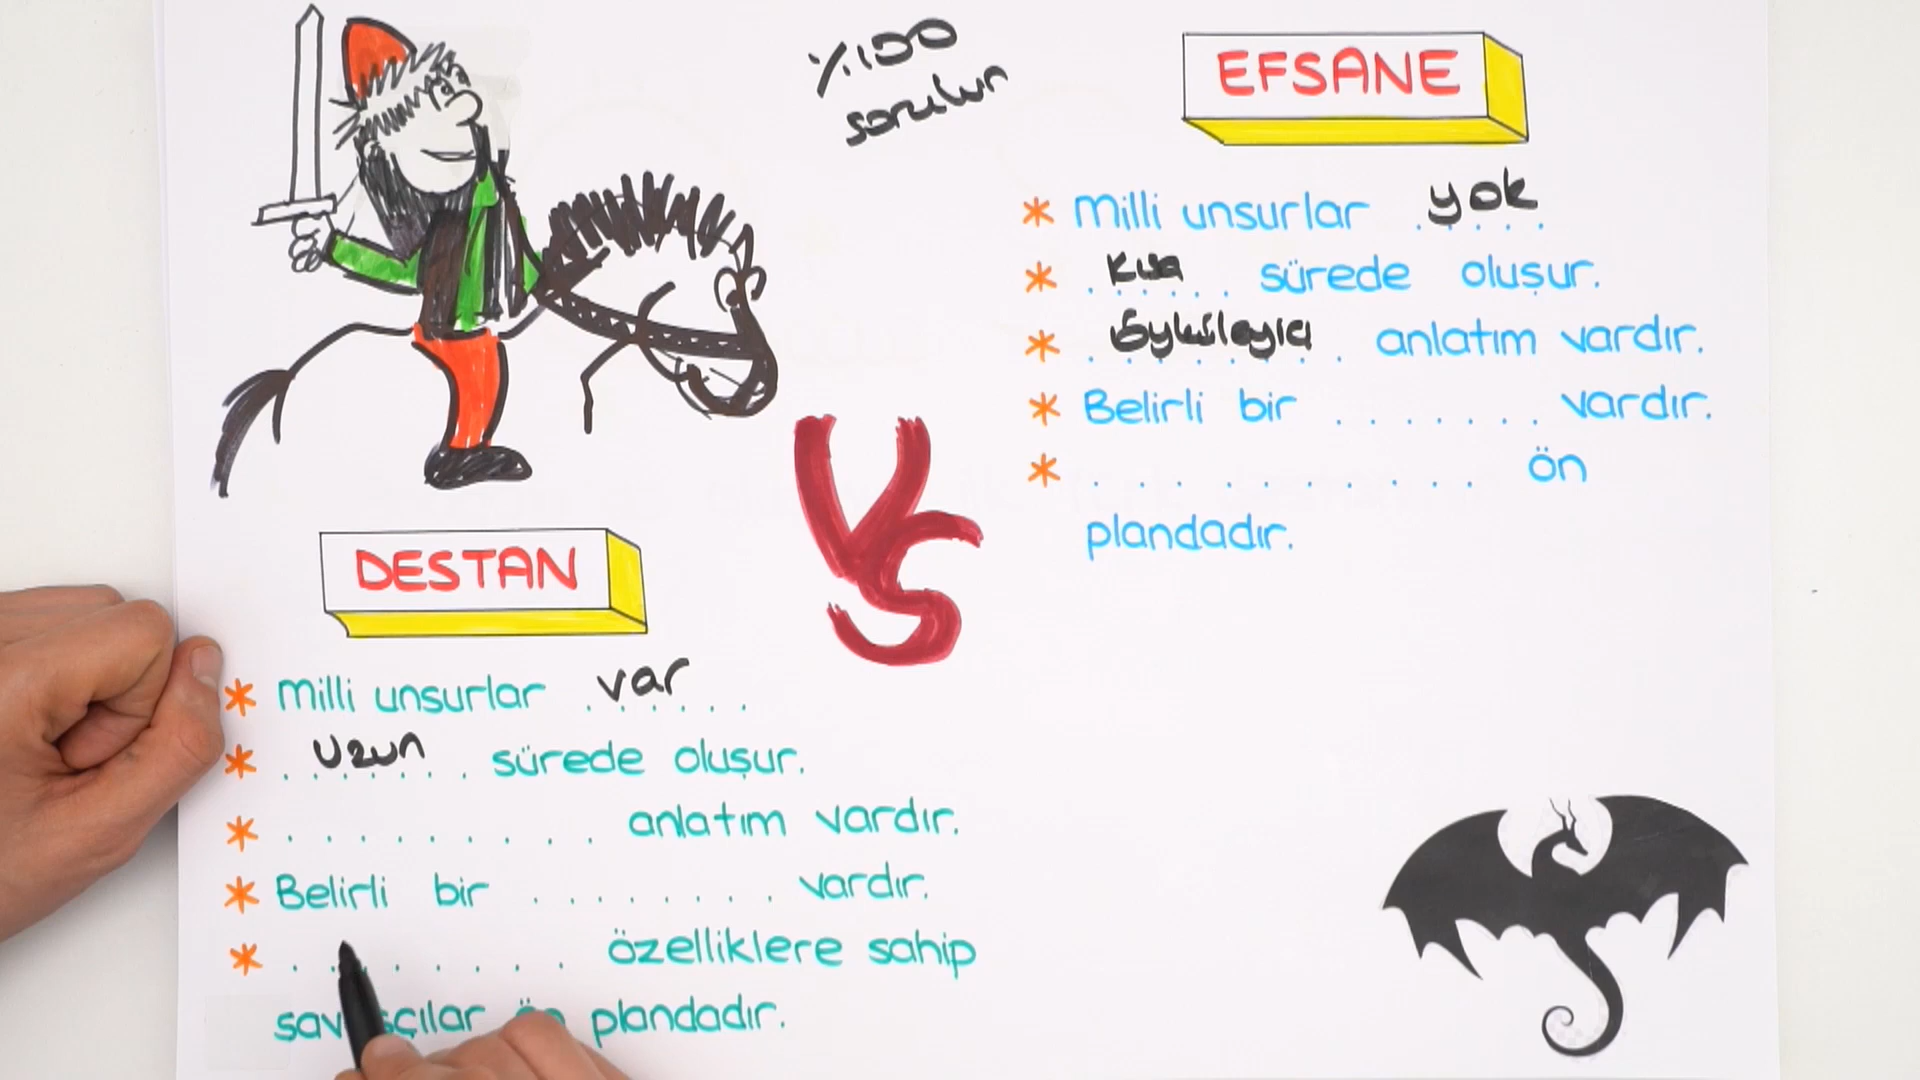 %100
sorulur
EFSANE
* Milli unsurlar yok
* Kısa sürede oluşur.
* Öyküleyici anlatım vardır.
* Belirli bir ....... vardır.
* .......... ön
plandadır.
VS
DESTAN
* Milli unsurlar var
* Uzun sürede oluşur.
* ......... anlatım vardır.
* Belirli bir ........ vardır.
* ........ özelliklere sahip
plandadır.